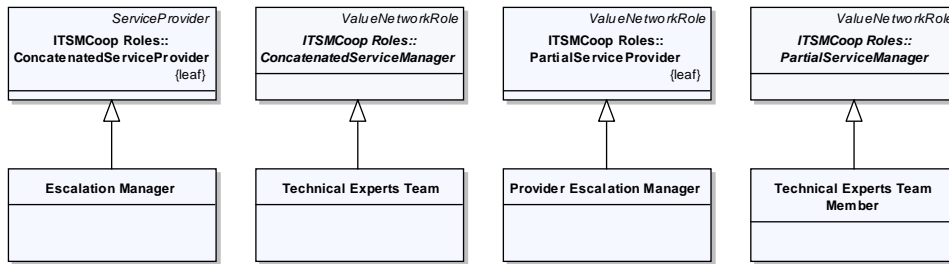 ServiceProvider
ITSMCoop Roles::
ConcatenatedServiceProvider
{leaf}
Escalation Manager
ValueNetworkRole
ITSMCoop Roles::
ConcatenatedServiceManager
Technical Experts Team
ValueNetworkRole
ITSMCoop Roles::
PartialServiceProvider
{leaf}
Provider Escalation Manager
ValueNetworkRole
ITSMCoop Roles::
PartialServiceManager
Technical Experts Team
Member